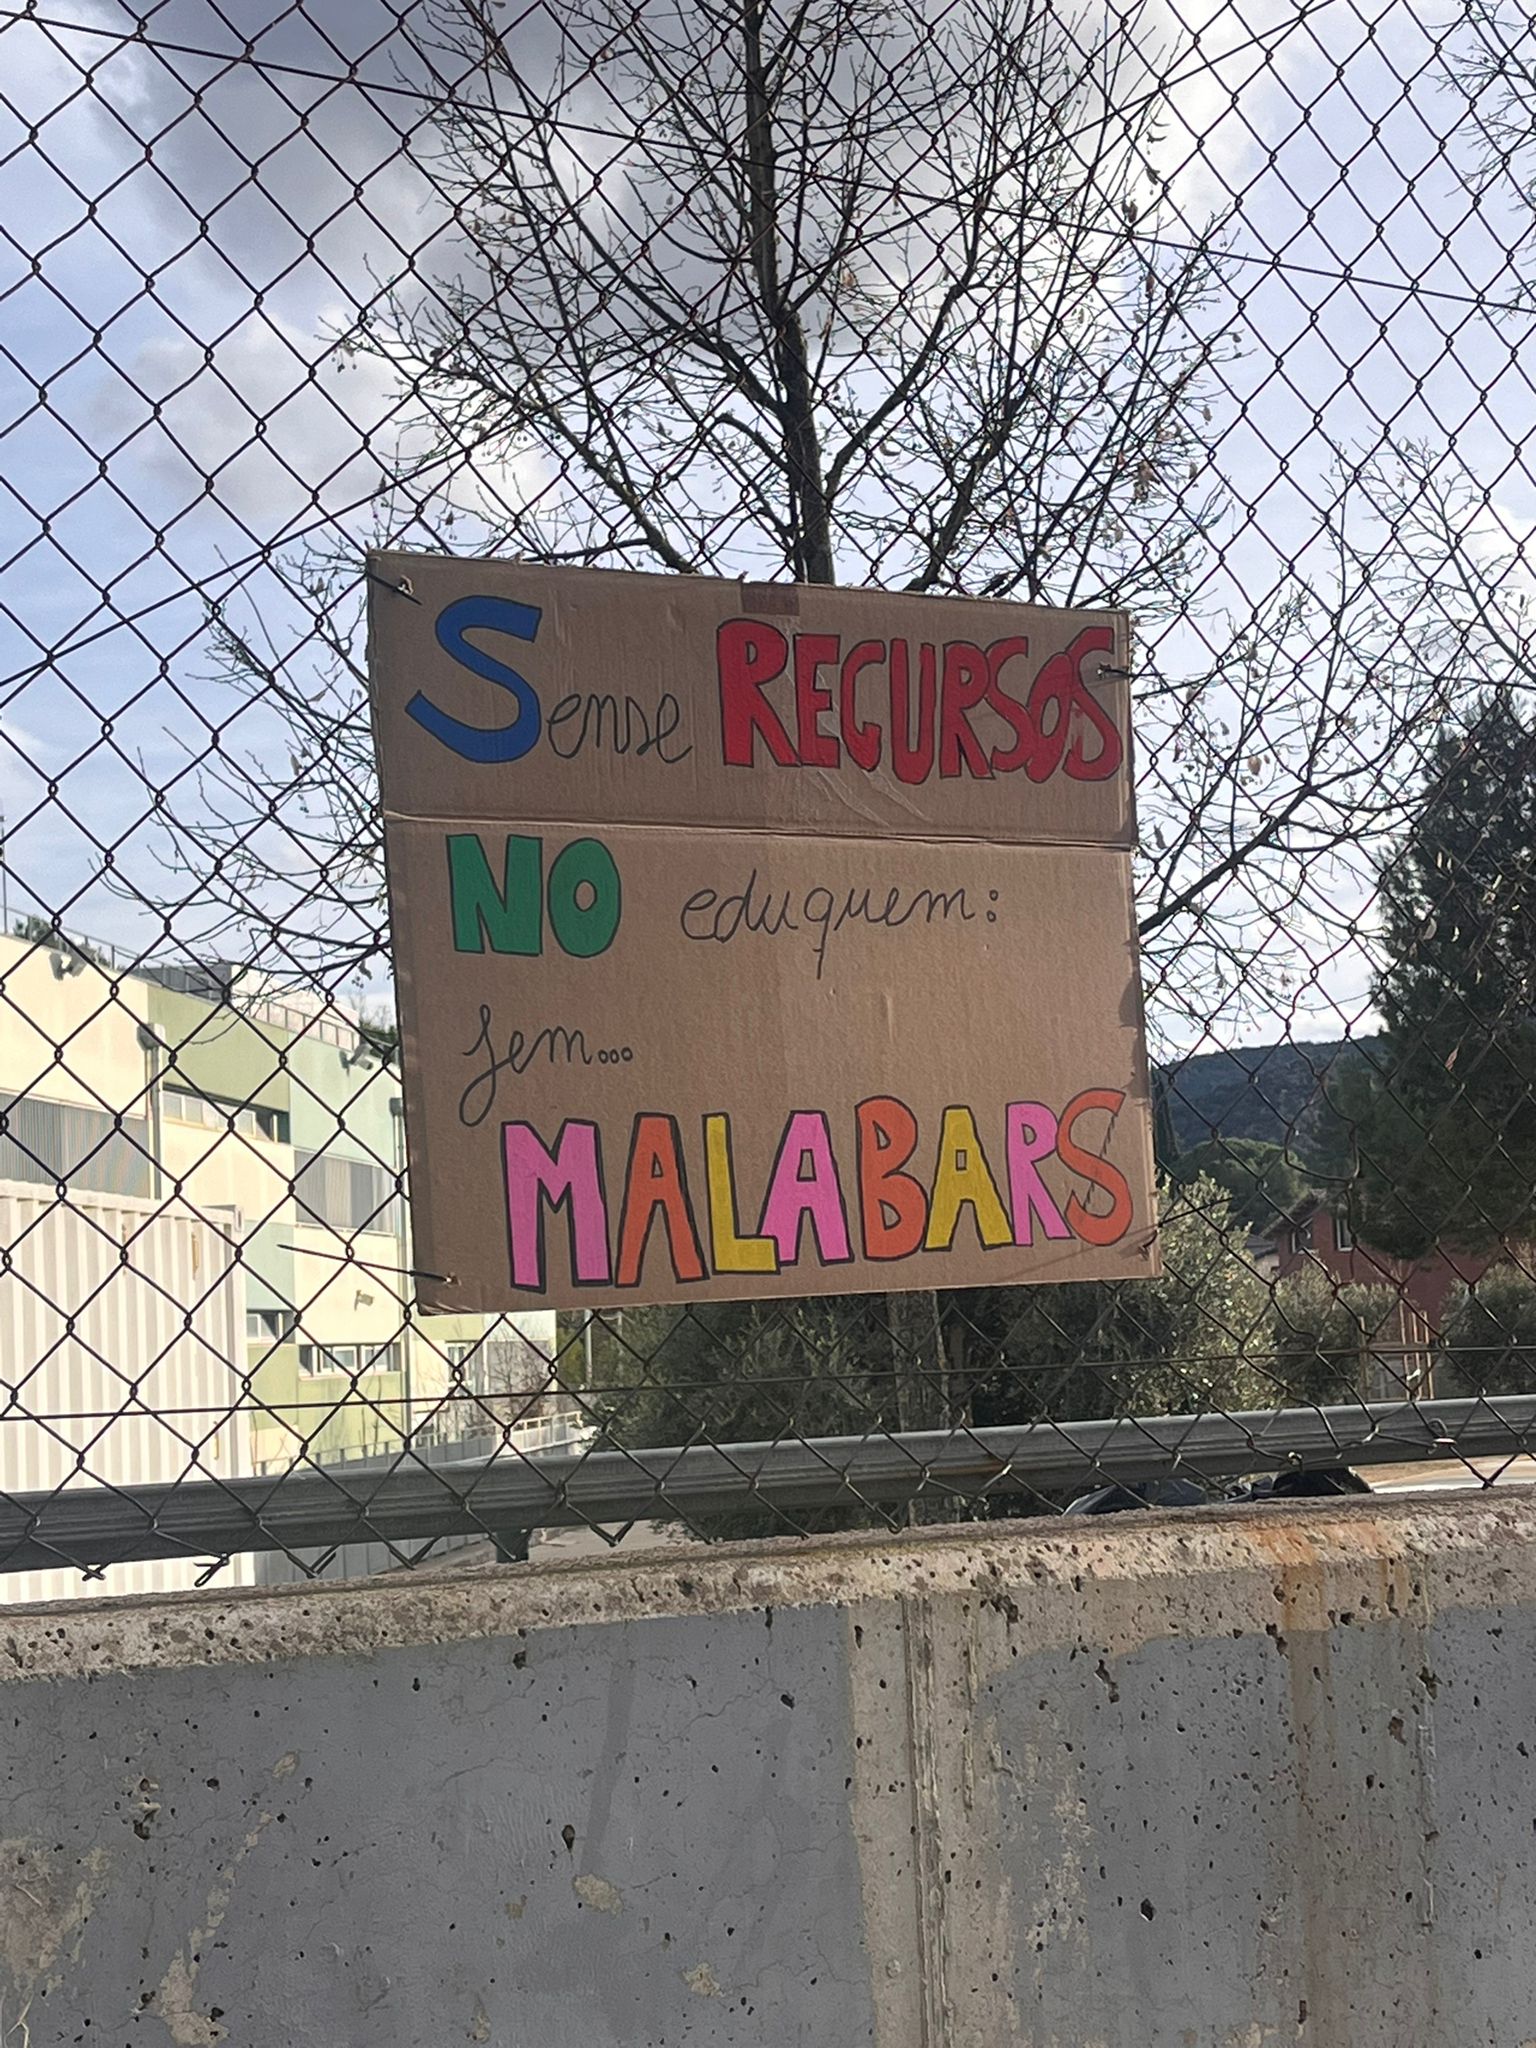 Sense RECURSOS
NO eduquem:
fem...
MALABARS